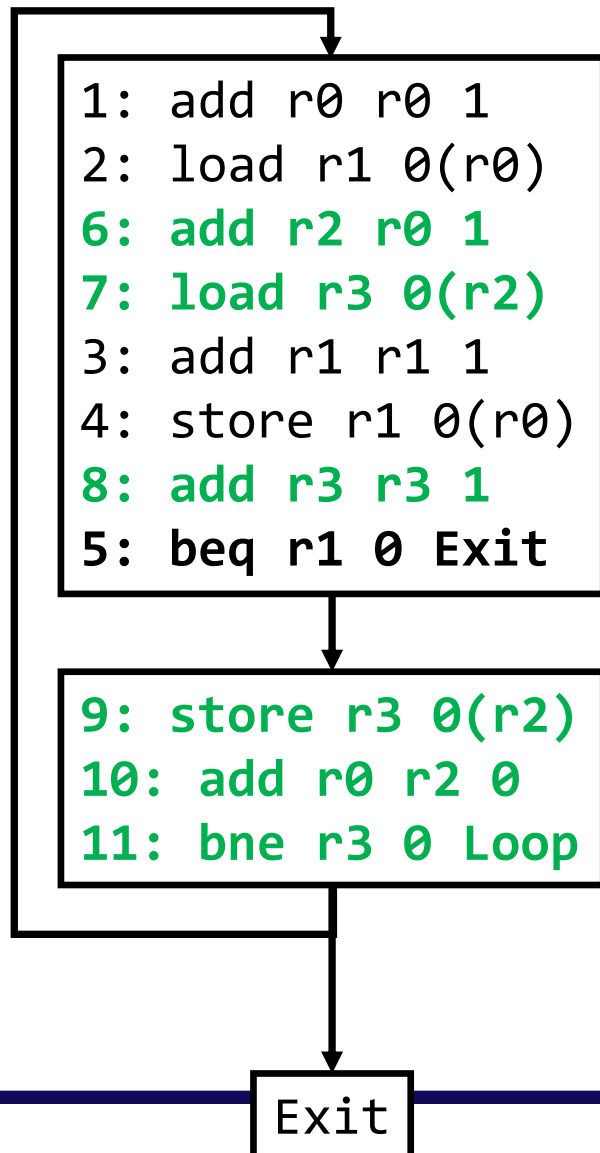 1: add r0 r0 1
2: load r1 0(r0)
6: add r2 r0 1
7: load r3 0(r2)
3: add r1 r1 1
4: store r1 0(r0)
8: add r3 r3 1
5: beq r1 0 Exit
9: store r3 0(r2)
10: add r0 r2 0
11: bne r3 0 Loop
Exit